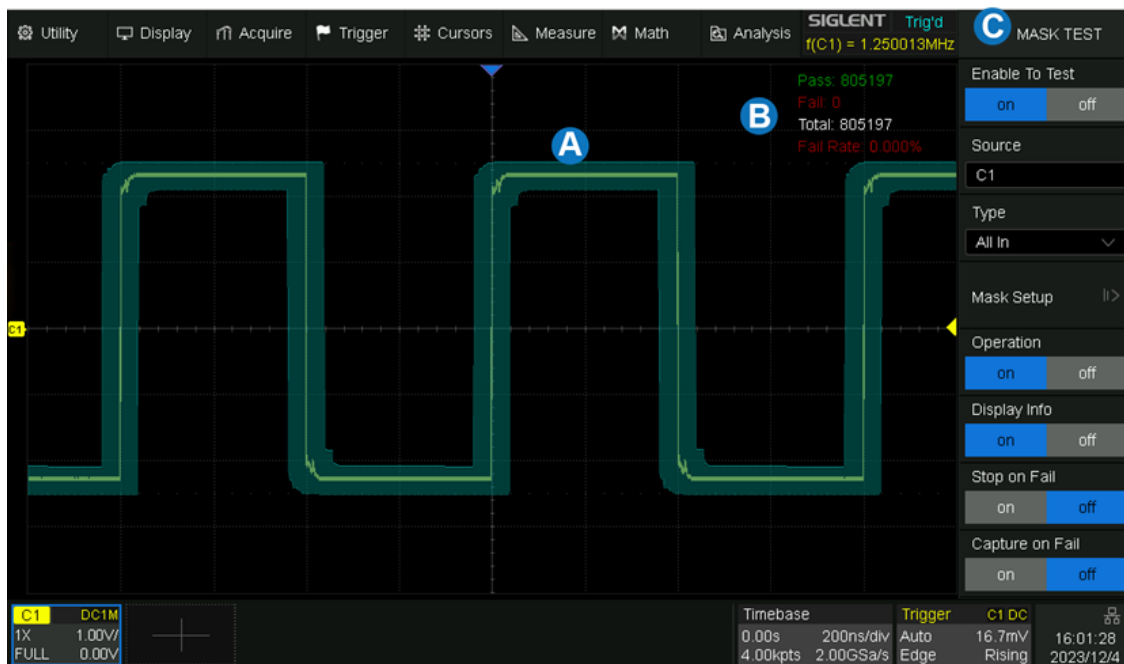 Utility Display Acquire Trigger Cursors Measure Math Analysis
SIGLENT Trig'd
f(C1) = 1.250013MHz
C MASK TEST
Pass: 805197
Fail: 0
Total: 805197
Fail Rate: 0.000%
B
A
C1
Enable To Test
on off
Source
C1
Type
All In
Mask Setup
Operation
on off
Display Info
on off
Stop on Fail
on off
Capture on Fail
on off
C1 DC1M
1X 1.00V/
FULL 0.00V
Timebase
0.00s 200ns/div
4.00kpts 2.00GSa/s
Trigger C1 DC
Auto 16.7mV
Edge Rising
16:01:28
2023/12/4